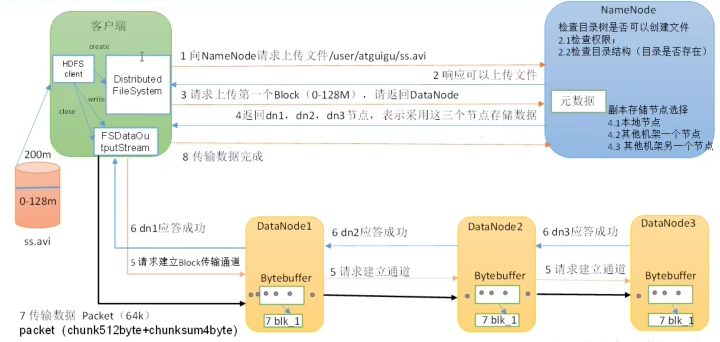 客户端
HDFS
client
create
Distributed
FileSystem
write
close
FSDataOu
tputStream
200m
0-128m
ss.avi
1 向NameNode请求上传文件/user/atguigu/ss.avi
2 响应可以上传文件
3 请求上传第一个Block（0-128M），请返回DataNode
4返回dn1，dn2，dn3节点，表示采用这三个节点存储数据
8 传输数据完成
NameNode
检查目录树是否可以创建文件
2.1检查权限；
2.2检查目录结构（目录是否存在）
元数据
副本存储节点选择
4.1本地节点
4.2其他机架一个节点
4.3 其他机架另一个节点
6 dn1应答成功
5 请求建立Block传输通道
DataNode1
Bytebuffer
7 blk_1
6 dn2应答成功
5 请求建立通道
DataNode2
Bytebuffer
7 blk_1
6 dn3应答成功
5 请求建立通道
DataNode3
Bytebuffer
7 blk_1
7 传输数据 Packet（64k）
packet（chunk512byte+chunksum4byte）